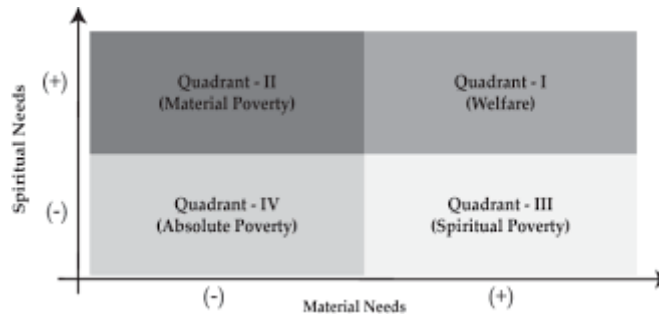 Spiritual Needs
(+)
Quadrant - II
(Material Poverty)
Quadrant - I
(Welfare)
(-)
Quadrant - IV
(Absolute Poverty)
Quadrant - III
(Spiritual Poverty)
(-)
Material Needs
(+)